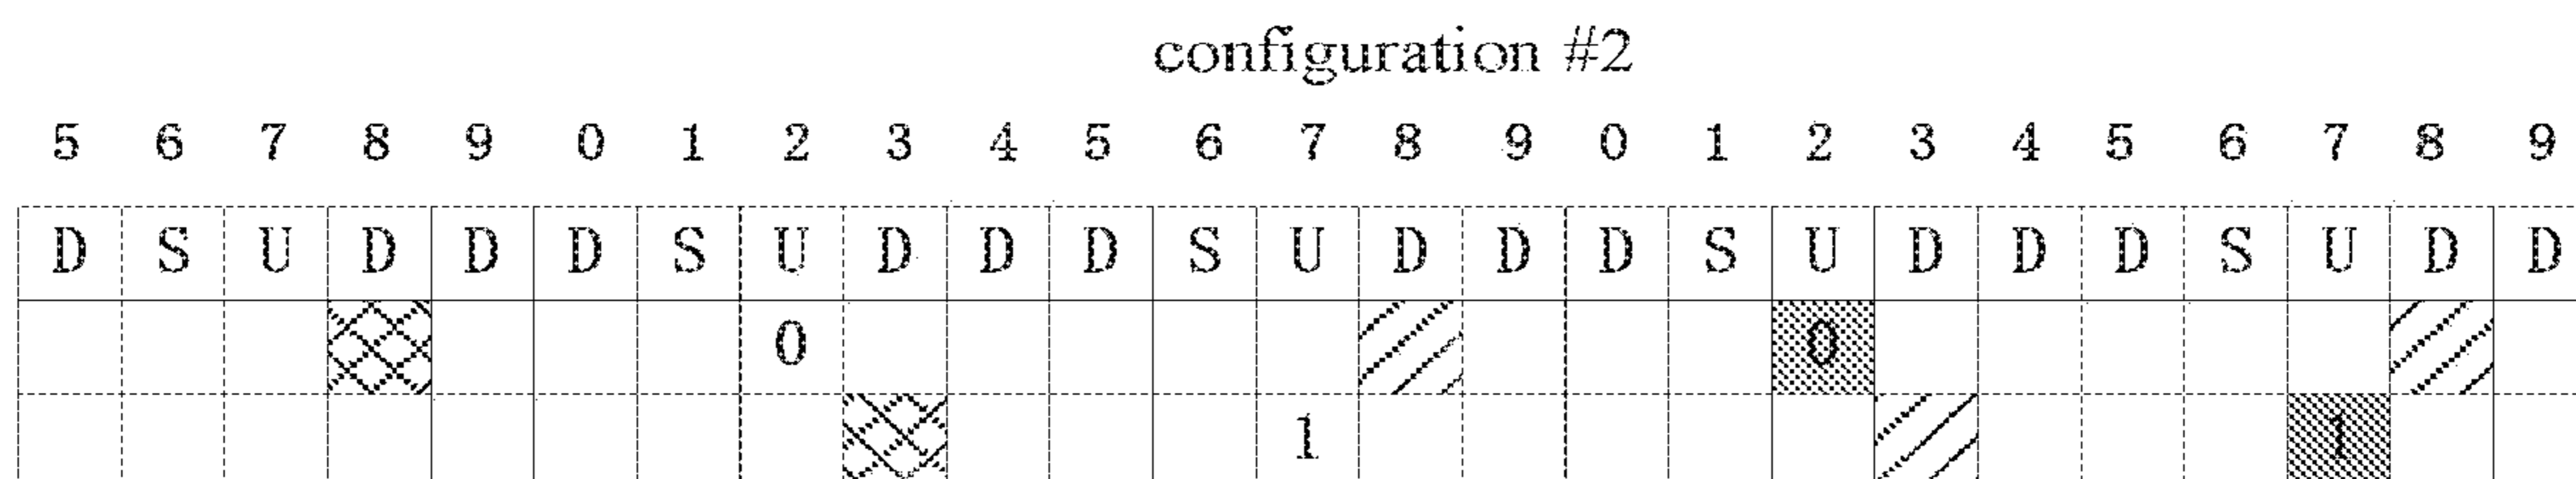 configuration #2
5 6 7 8 9 0 1 2 3 4 5 6 7 8 9 0 1 2 3 4 5 6 7 8 9
D S U D D D S U D D D S U D D D S U D D D S U D D
0 0
1 1